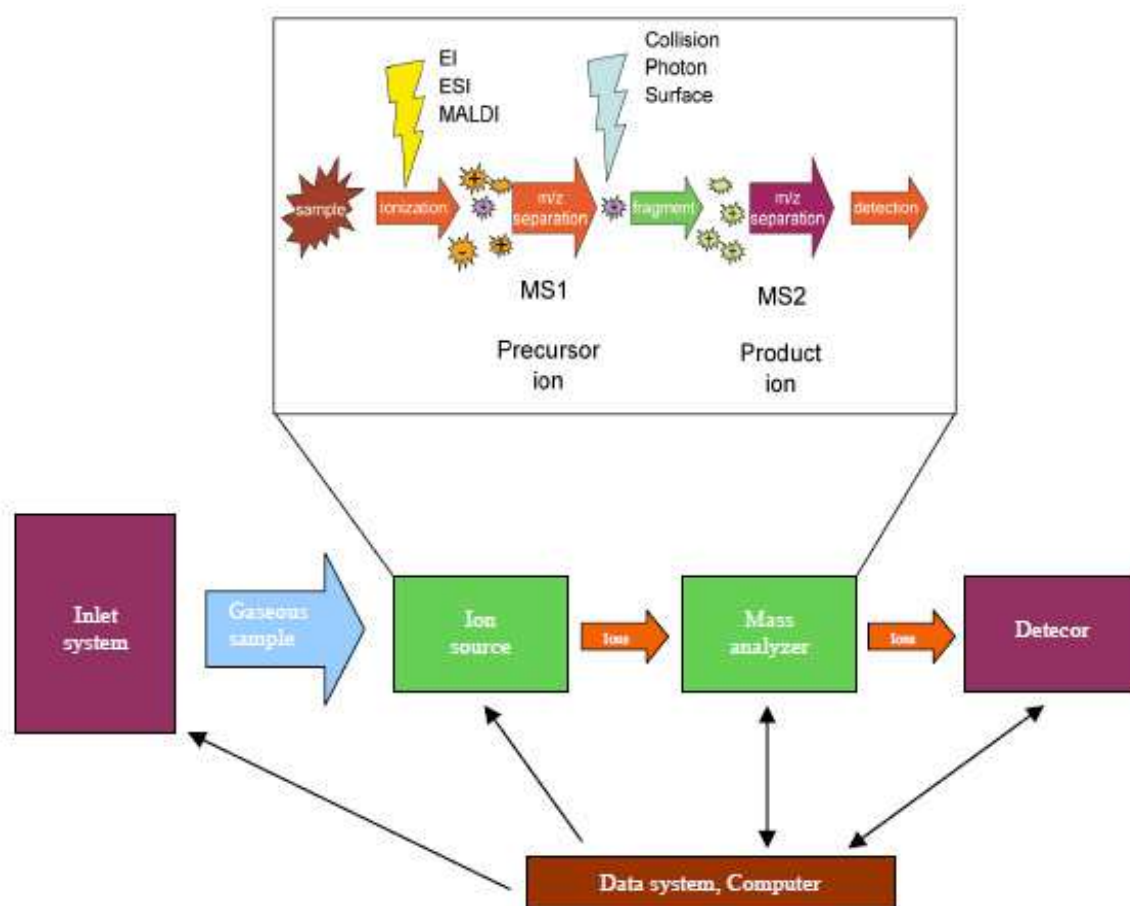 EI
ESI
MALDI
Collision
Photon
Surface
sample
ionization
m/z
separation
fragment
m/z
separation
detection
MS1
MS2
Precursor
ion
Product
ion
Inlet
system
Gaseous
sample
Ion
source
Ions
Mass
analyzer
Ions
Detecor
Data system, Computer